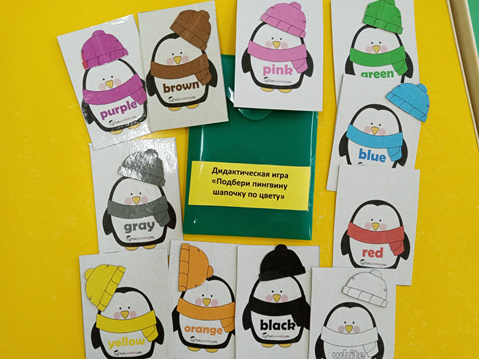 purple
brown
pink
green
blue
Дидактическая игра
«Подбери пингвину
шапочку по цвету»
gray
red
yellow
orange
black
white